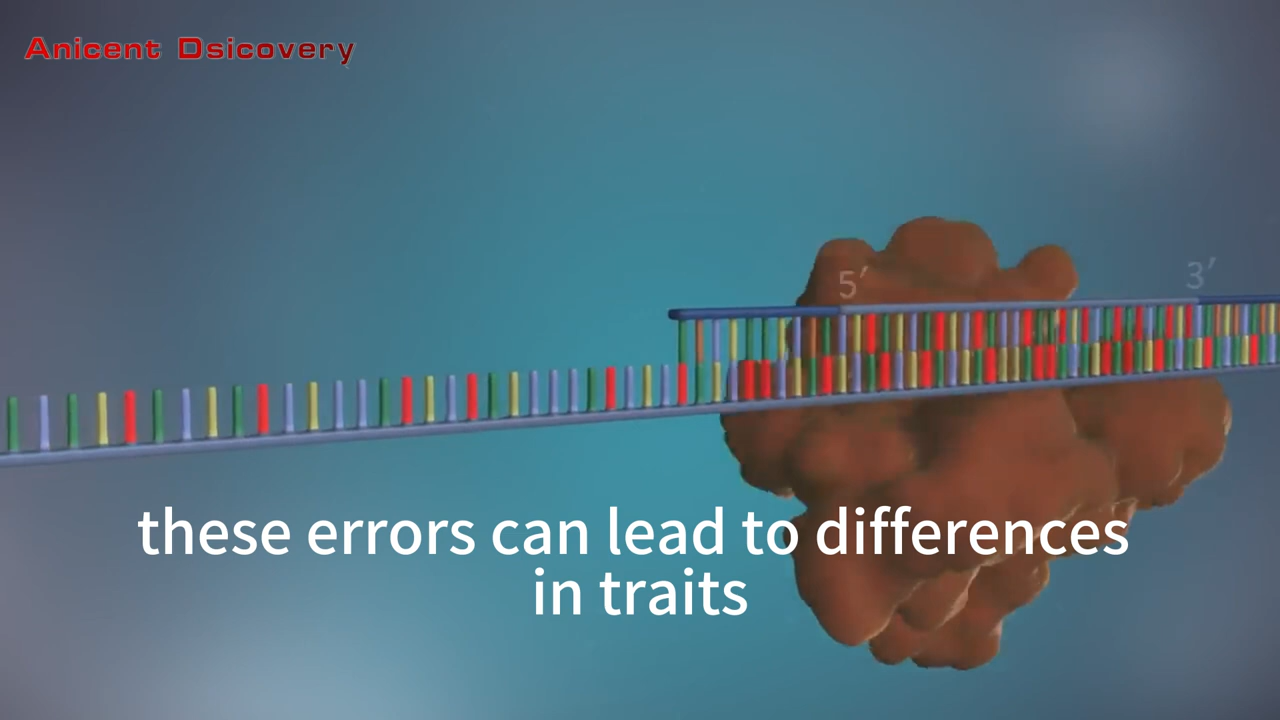 Anicent Dsicovery
5′ 3′
these errors can lead to differences
in traits